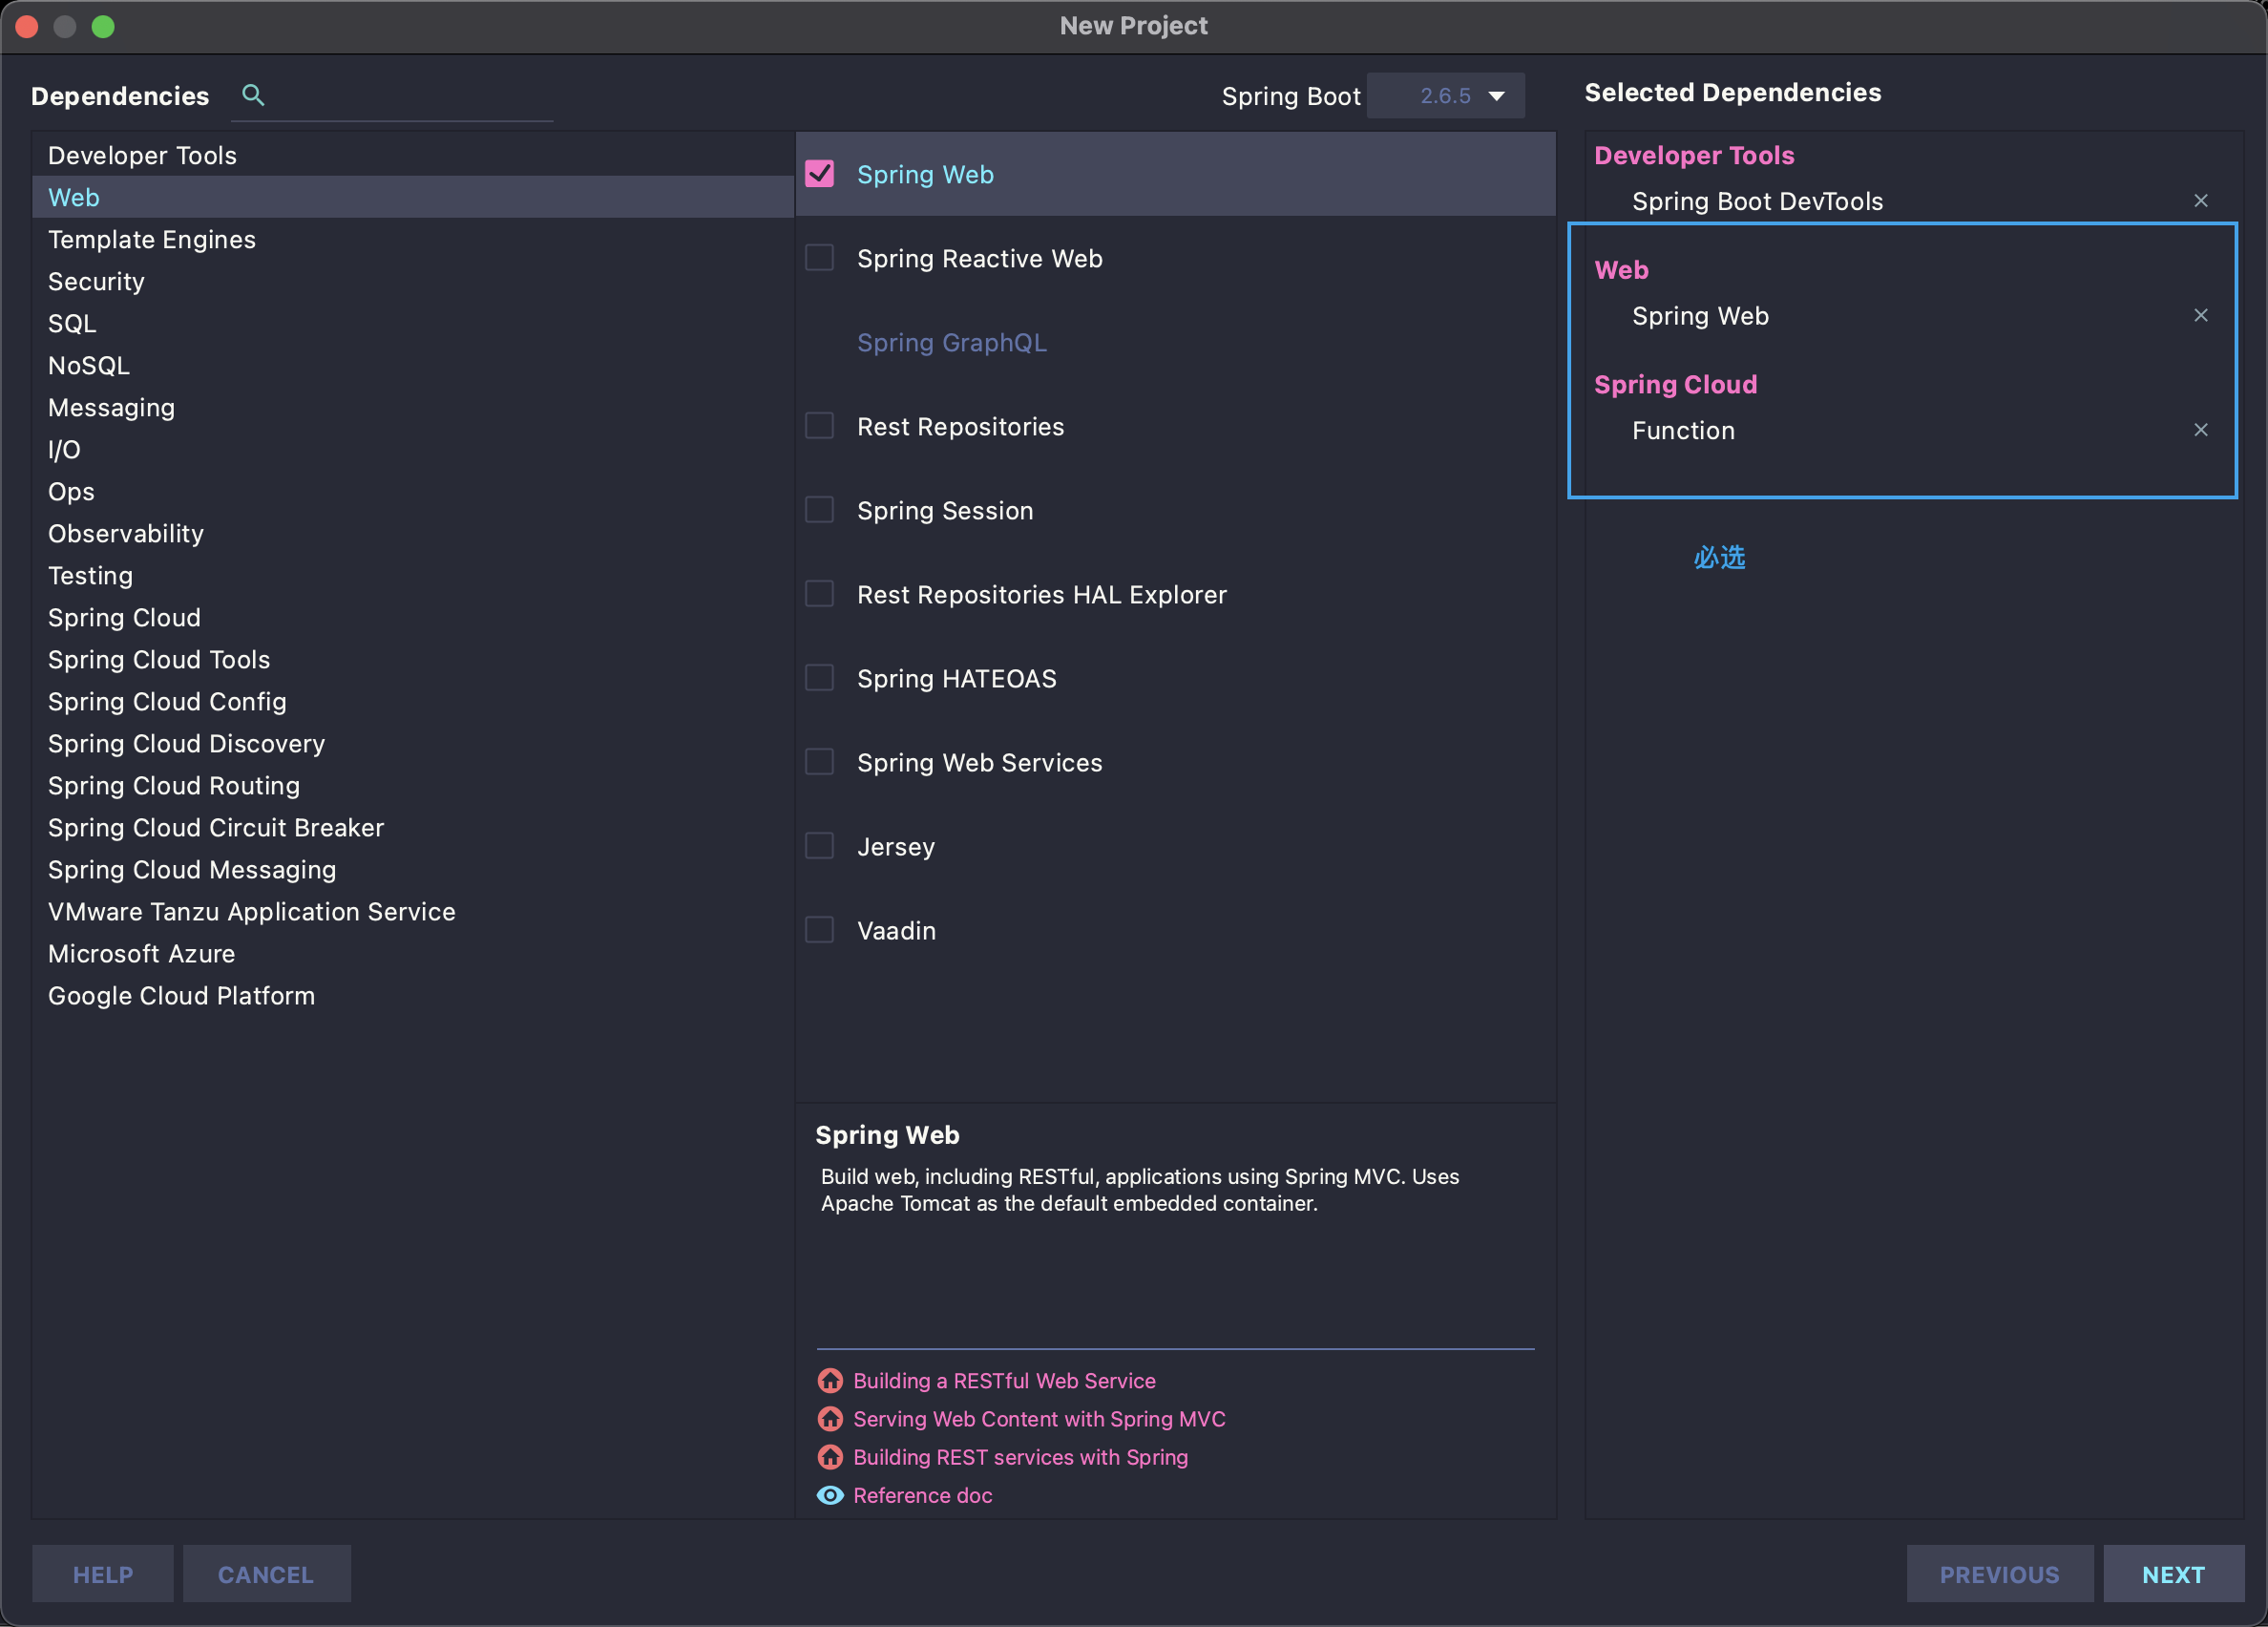 New Project
Dependencies
Spring Boot 2.6.5
Selected Dependencies
Developer Tools
Web
Template Engines
Security
SQL
NoSQL
Messaging
I/O
Ops
Observability
Testing
Spring Cloud
Spring Cloud Tools
Spring Cloud Config
Spring Cloud Discovery
Spring Cloud Routing
Spring Cloud Circuit Breaker
Spring Cloud Messaging
VMware Tanzu Application Service
Microsoft Azure
Google Cloud Platform
Spring Web
Spring Reactive Web
Spring GraphQL
Rest Repositories
Spring Session
Rest Repositories HAL Explorer
Spring HATEOAS
Spring Web Services
Jersey
Vaadin
Spring Web
Build web, including RESTful, applications using Spring MVC. Uses
Apache Tomcat as the default embedded container.
Building a RESTful Web Service
Serving Web Content with Spring MVC
Building REST services with Spring
Reference doc
Developer Tools
Spring Boot DevTools
Web
Spring Web
Spring Cloud
Function
必选
HELP
CANCEL
PREVIOUS
NEXT